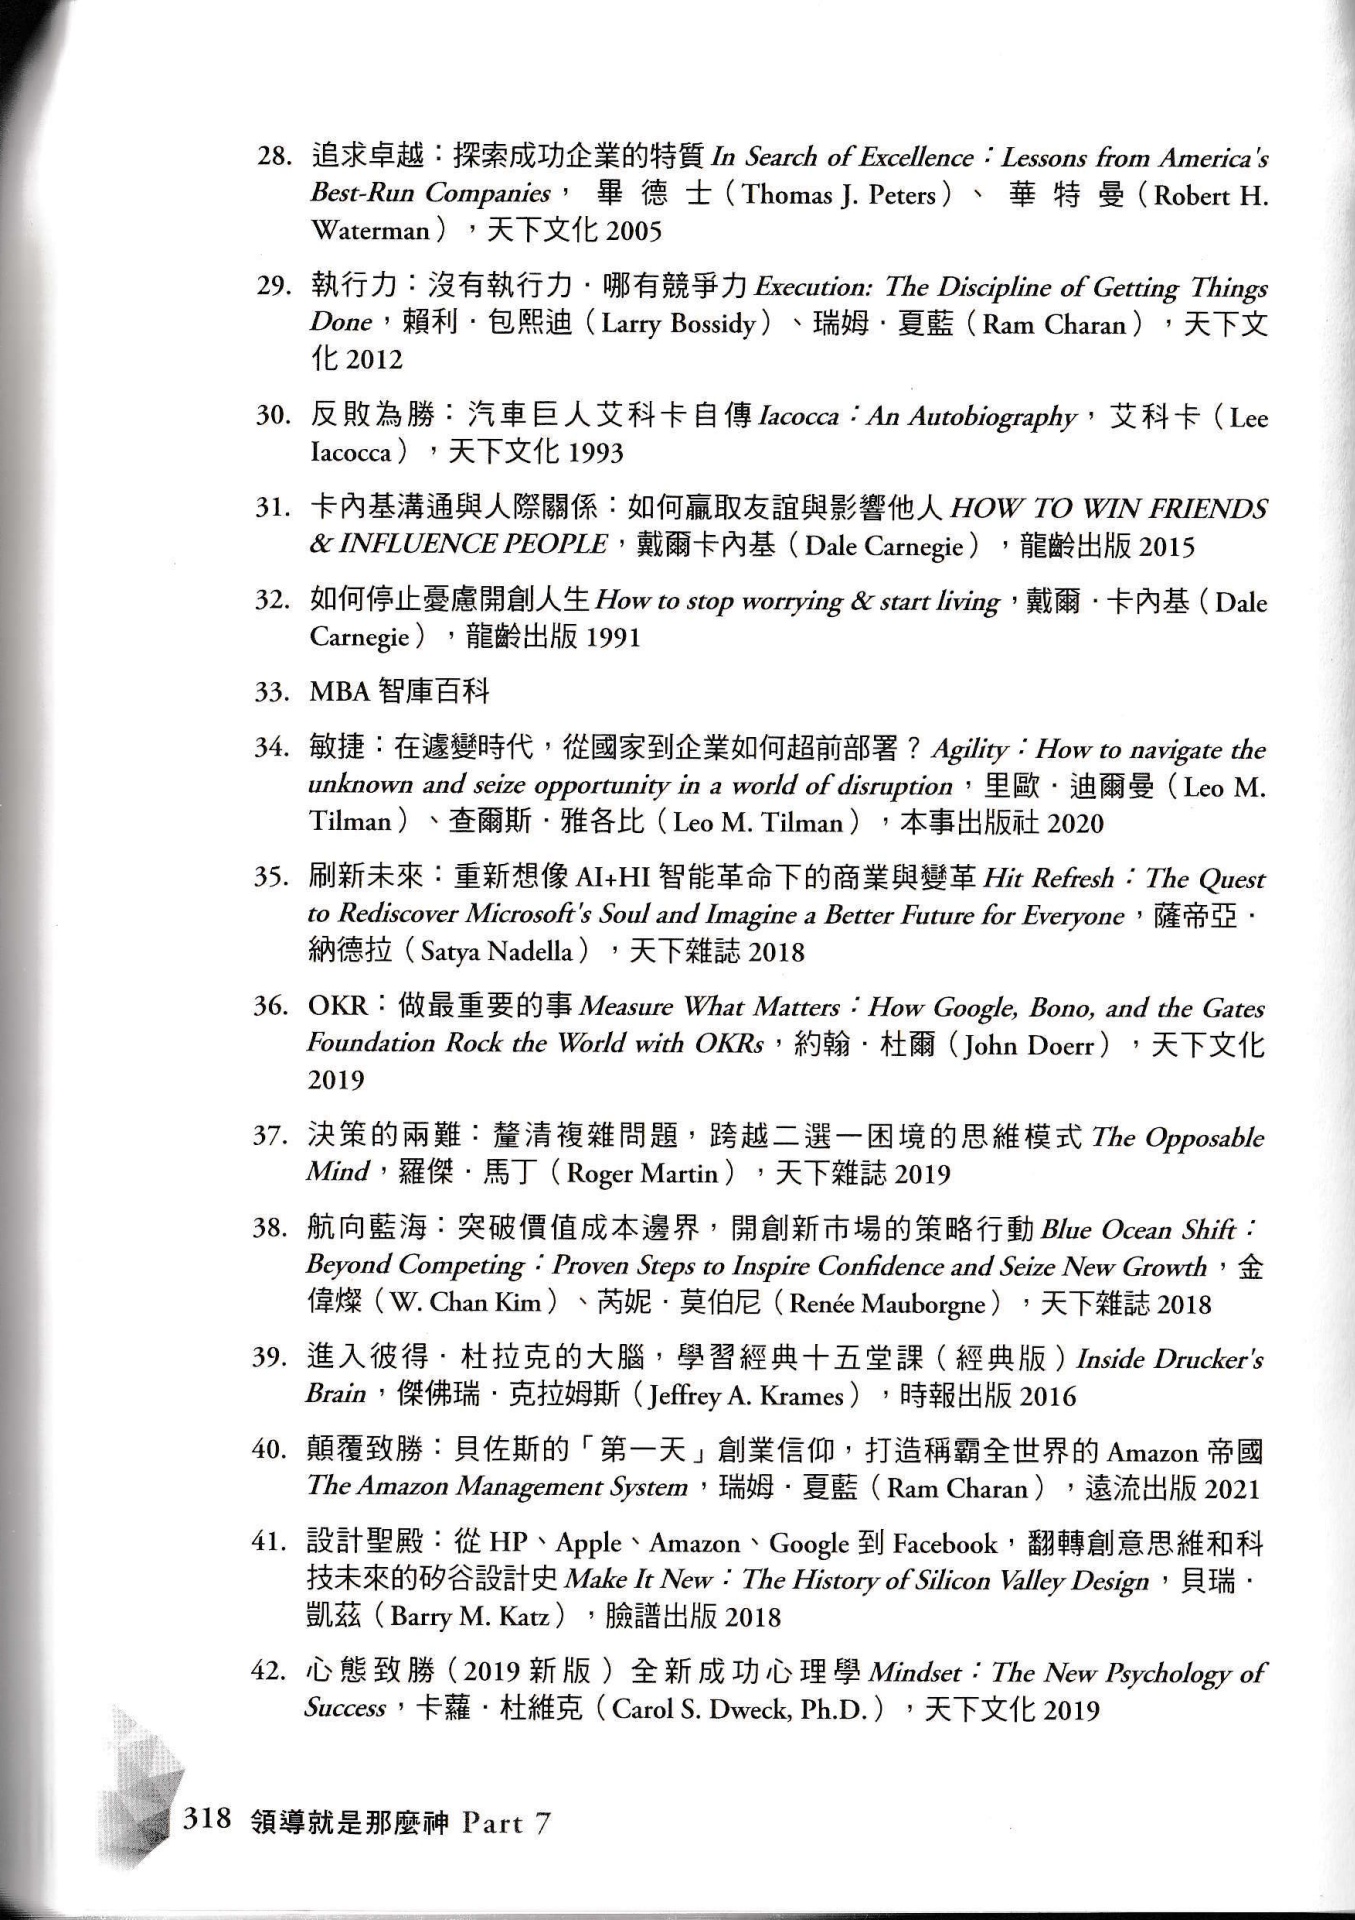 28. 追求卓越：探索成功企業的特質 In Search of Excellence：Lessons from America's
Best-Run Companies， 畢 德 士（Thomas J. Peters）、 華 特 曼（Robert H.
Waterman），天下文化 2005
29. 執行力：沒有執行力．哪有競爭力 Execution: The Discipline of Getting Things
Done，賴利．包熙迪（Larry Bossidy）、瑞姆．夏藍（Ram Charan），天下文
化 2012
30. 反敗為勝：汽車巨人艾科卡自傳 Iacocca：An Autobiography，艾科卡（Lee
Iacocca），天下文化 1993
31. 卡內基溝通與人際關係：如何贏取友誼與影響他人 HOW TO WIN FRIENDS
& INFLUENCE PEOPLE，戴爾卡內基（Dale Carnegie），龍齡出版 2015
32. 如何停止憂慮開創人生 How to stop worrying & start living，戴爾．卡內基（Dale
Carnegie），龍齡出版 1991
33. MBA 智庫百科
34. 敏捷：在遽變時代，從國家到企業如何超前部署？Agility：How to navigate the
unknown and seize opportunity in a world of disruption，里歐．迪爾曼（Leo M.
Tilman）、查爾斯．雅各比（Leo M. Tilman），本事出版社 2020
35. 刷新未來：重新想像 AI+HI 智能革命下的商業與變革 Hit Refresh：The Quest
to Rediscover Microsoft's Soul and Imagine a Better Future for Everyone，薩帝亞．
納德拉（Satya Nadella），天下雜誌 2018
36. OKR：做最重要的事 Measure What Matters：How Google, Bono, and the Gates
Foundation Rock the World with OKRs，約翰．杜爾（John Doerr），天下文化
2019
37. 決策的兩難：釐清複雜問題，跨越二選一困境的思維模式 The Opposable
Mind，羅傑．馬丁（Roger Martin），天下雜誌 2019
38. 航向藍海：突破價值成本邊界，開創新市場的策略行動 Blue Ocean Shift：
Beyond Competing：Proven Steps to Inspire Confidence and Seize New Growth，金
偉燦（W. Chan Kim）、芮妮．莫伯尼（Renée Mauborgne），天下雜誌 2018
39. 進入彼得．杜拉克的大腦，學習經典十五堂課（經典版）Inside Drucker's
Brain，傑佛瑞．克拉姆斯（Jeffrey A. Krames），時報出版 2016
40. 顛覆致勝：貝佐斯的「第一天」創業信仰，打造稱霸全世界的 Amazon 帝國
The Amazon Management System，瑞姆．夏藍（Ram Charan），遠流出版 2021
41. 設計聖殿：從 HP、Apple、Amazon、Google 到 Facebook，翻轉創意思維和科
技未來的矽谷設計史 Make It New：The History of Silicon Valley Design，貝瑞．
凱茲（Barry M. Katz），臉譜出版 2018
42. 心態致勝（2019 新版）全新成功心理學 Mindset：The New Psychology of
Success，卡蘿．杜維克（Carol S. Dweck, Ph.D.），天下文化 2019
318 領導就是那麼神 Part 7